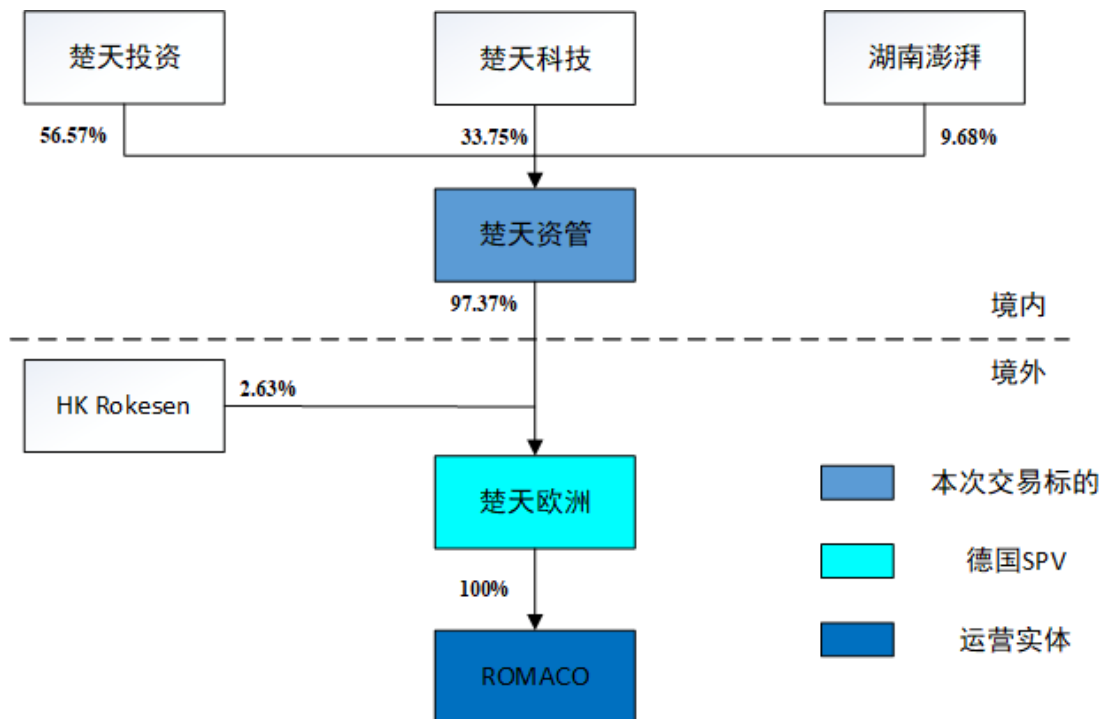 楚天投资
楚天科技
湖南澎湃
56.57%
33.75%
9.68%
楚天资管
97.37%
境内
境外
HK Rokesen
2.63%
楚天欧洲
本次交易标的
德国SPV
100%
运营实体
ROMACO